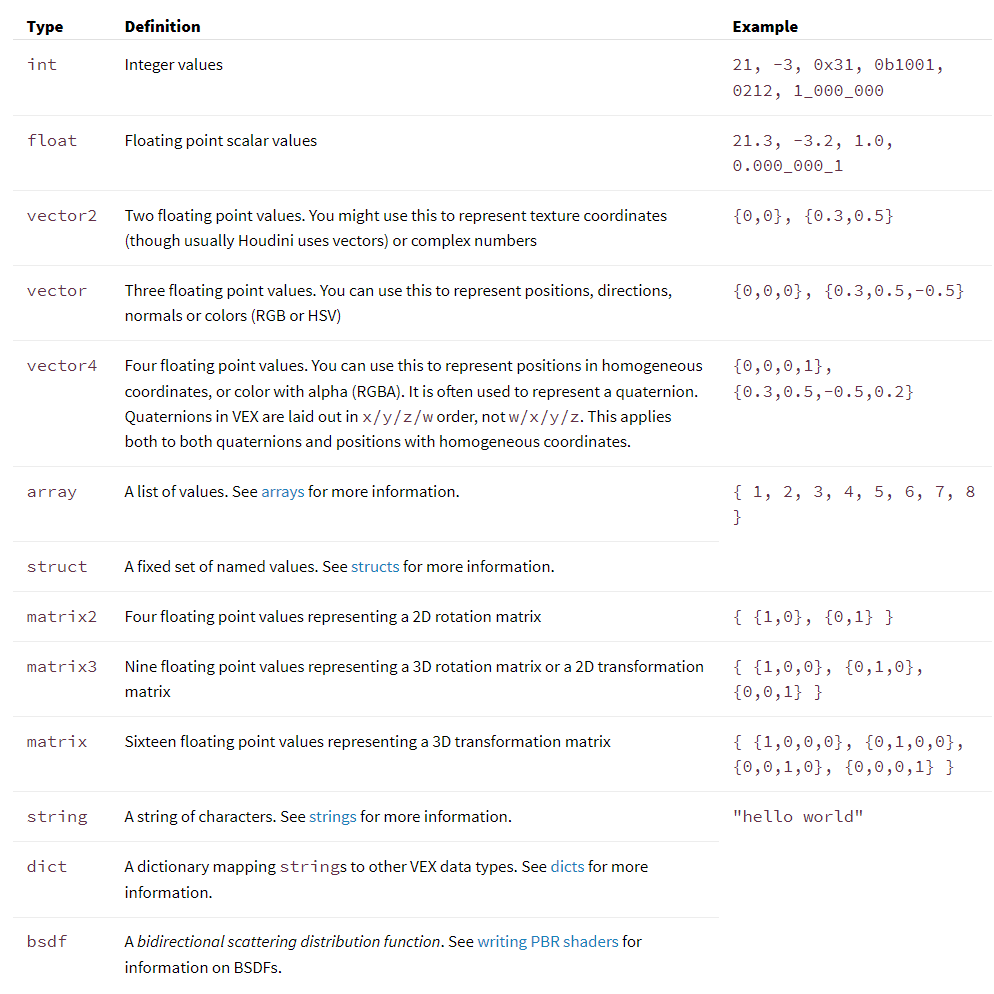 Type Definition Example
int Integer values 21, -3, 0x31, 0b1001,
0212, 1_000_000
float Floating point scalar values 21.3, -3.2, 1.0,
0.000_000_1
vector2 Two floating point values. You might use this to represent texture coordinates {0,0}, {0.3,0.5}
(though usually Houdini uses vectors) or complex numbers
vector Three floating point values. You can use this to represent positions, directions, {0,0,0}, {0.3,0.5,-0.5}
normals or colors (RGB or HSV)
vector4 Four floating point values. You can use this to represent positions in homogeneous {0,0,0,1},
coordinates, or color with alpha (RGBA). It is often used to represent a quaternion. {0.3,0.5,-0.5,0.2}
Quaternions in VEX are laid out in x/y/z/w order, not w/x/y/z. This applies
both to both quaternions and positions with homogeneous coordinates.
array A list of values. See arrays for more information. { 1, 2, 3, 4, 5, 6, 7, 8
}
struct A fixed set of named values. See structs for more information.
matrix2 Four floating point values representing a 2D rotation matrix { {1,0}, {0,1} }
matrix3 Nine floating point values representing a 3D rotation matrix or a 2D transformation { {1,0,0}, {0,1,0},
matrix {0,0,1} }
matrix Sixteen floating point values representing a 3D transformation matrix { {1,0,0,0}, {0,1,0,0},
{0,0,1,0}, {0,0,0,1} }
string A string of characters. See strings for more information. "hello world"
dict A dictionary mapping strings to other VEX data types. See dicts for more
information.
bsdf A bidirectional scattering distribution function. See writing PBR shaders for
information on BSDFs.